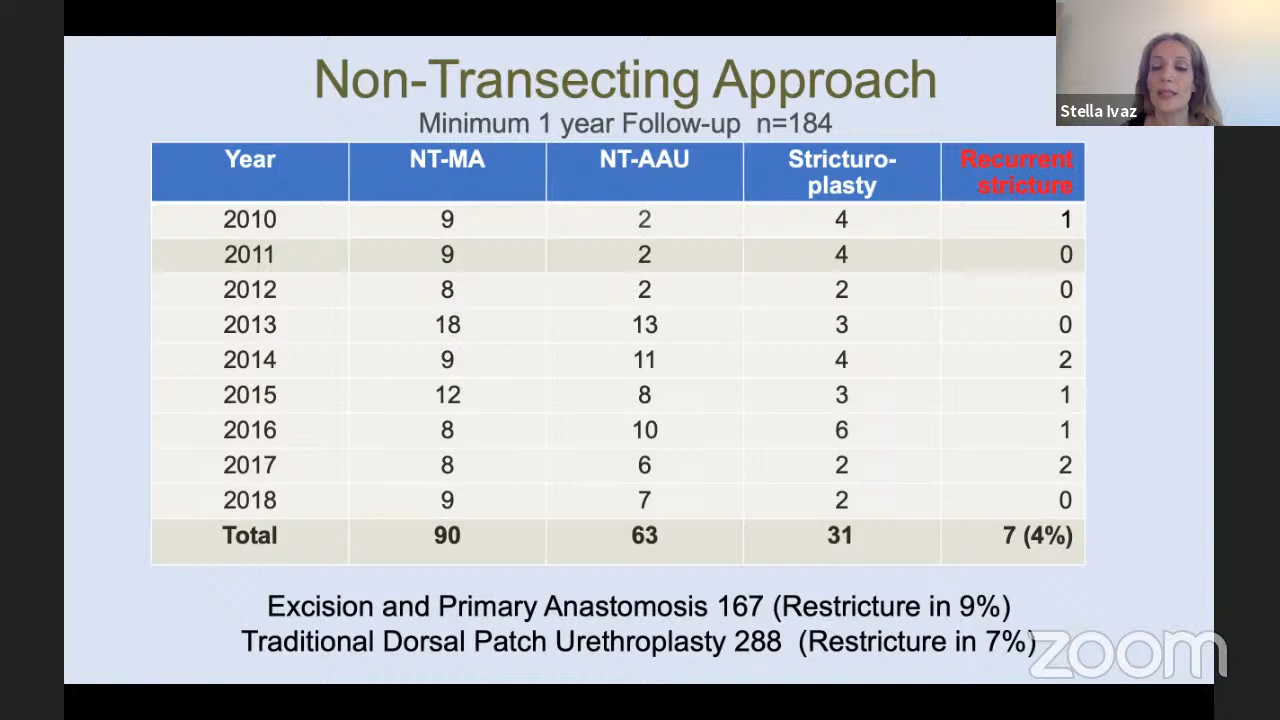 Non-Transecting Approach
Minimum 1 year Follow-up n=184
Stella Ivaz
Year NT-MA NT-AAU Stricturo-plasty Recurrent stricture
2010 9 2 4 1
2011 9 2 4 0
2012 8 2 2 0
2013 18 13 3 0
2014 9 11 4 2
2015 12 8 3 1
2016 8 10 6 1
2017 8 6 2 2
2018 9 7 2 0
Total 90 63 31 7 (4%)
Excision and Primary Anastomosis 167 (Restricture in 9%)
Traditional Dorsal Patch Urethroplasty 288 (Restricture in 7%)
zoom